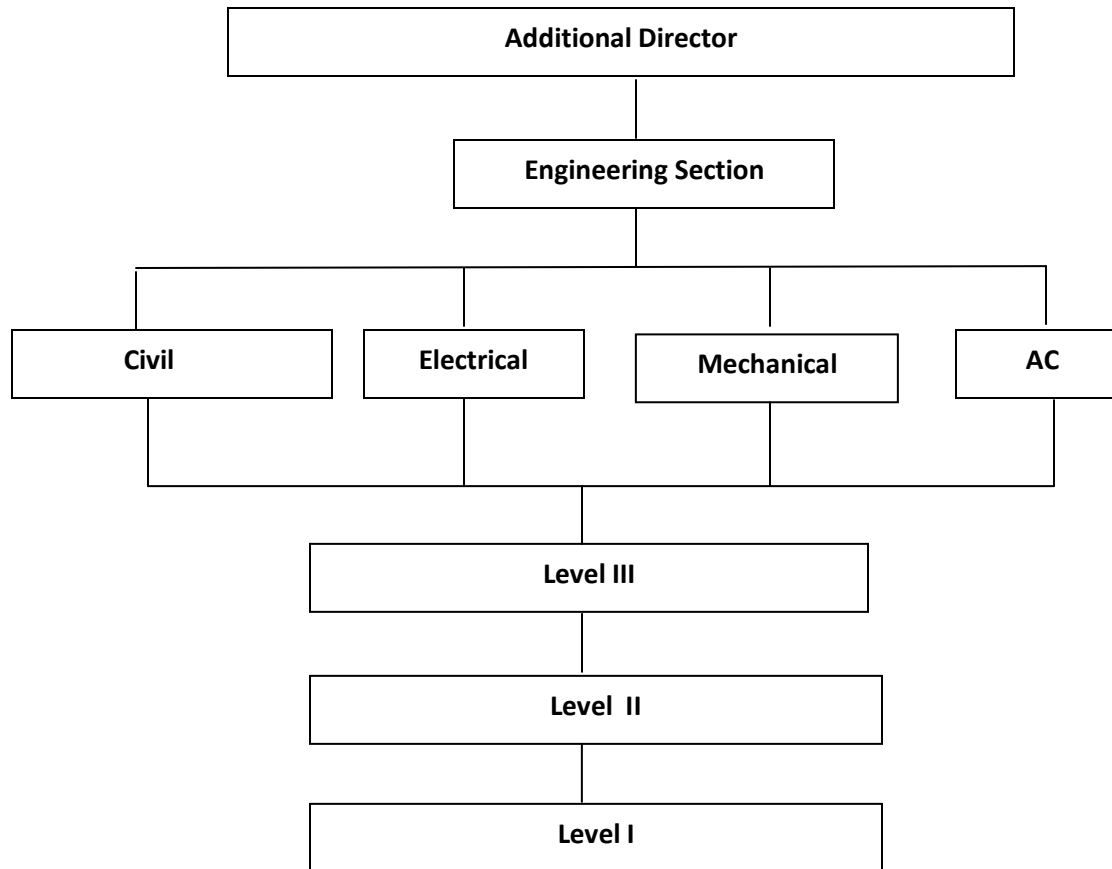 Additional Director
Engineering Section
Civil
Electrical
Mechanical
AC
Level III
Level  II
Level I